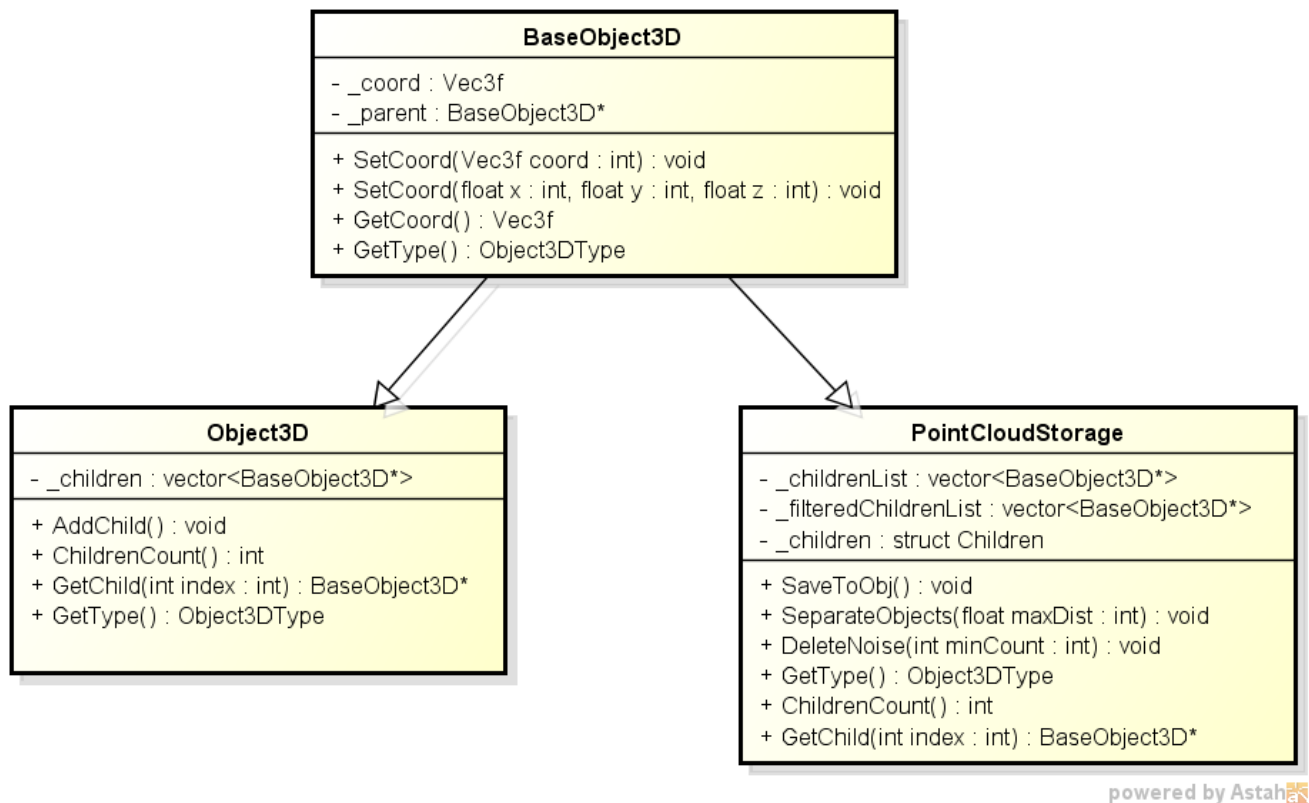 BaseObject3D
- _coord : Vec3f
- _parent : BaseObject3D*
+ SetCoord(Vec3f coord : int) : void
+ SetCoord(float x : int, float y : int, float z : int) : void
+ GetCoord() : Vec3f
+ GetType() : Object3DType
Object3D
- _children : vector<BaseObject3D*>
+ AddChild() : void
+ ChildrenCount() : int
+ GetChild(int index : int) : BaseObject3D*
+ GetType() : Object3DType
PointCloudStorage
- _childrenList : vector<BaseObject3D*>
- _filteredChildrenList : vector<BaseObject3D*>
- _children : struct Children
+ SaveToObj() : void
+ SeparateObjects(float maxDist : int) : void
+ DeleteNoise(int minCount : int) : void
+ GetType() : Object3DType
+ ChildrenCount() : int
+ GetChild(int index : int) : BaseObject3D*
powered by Astah